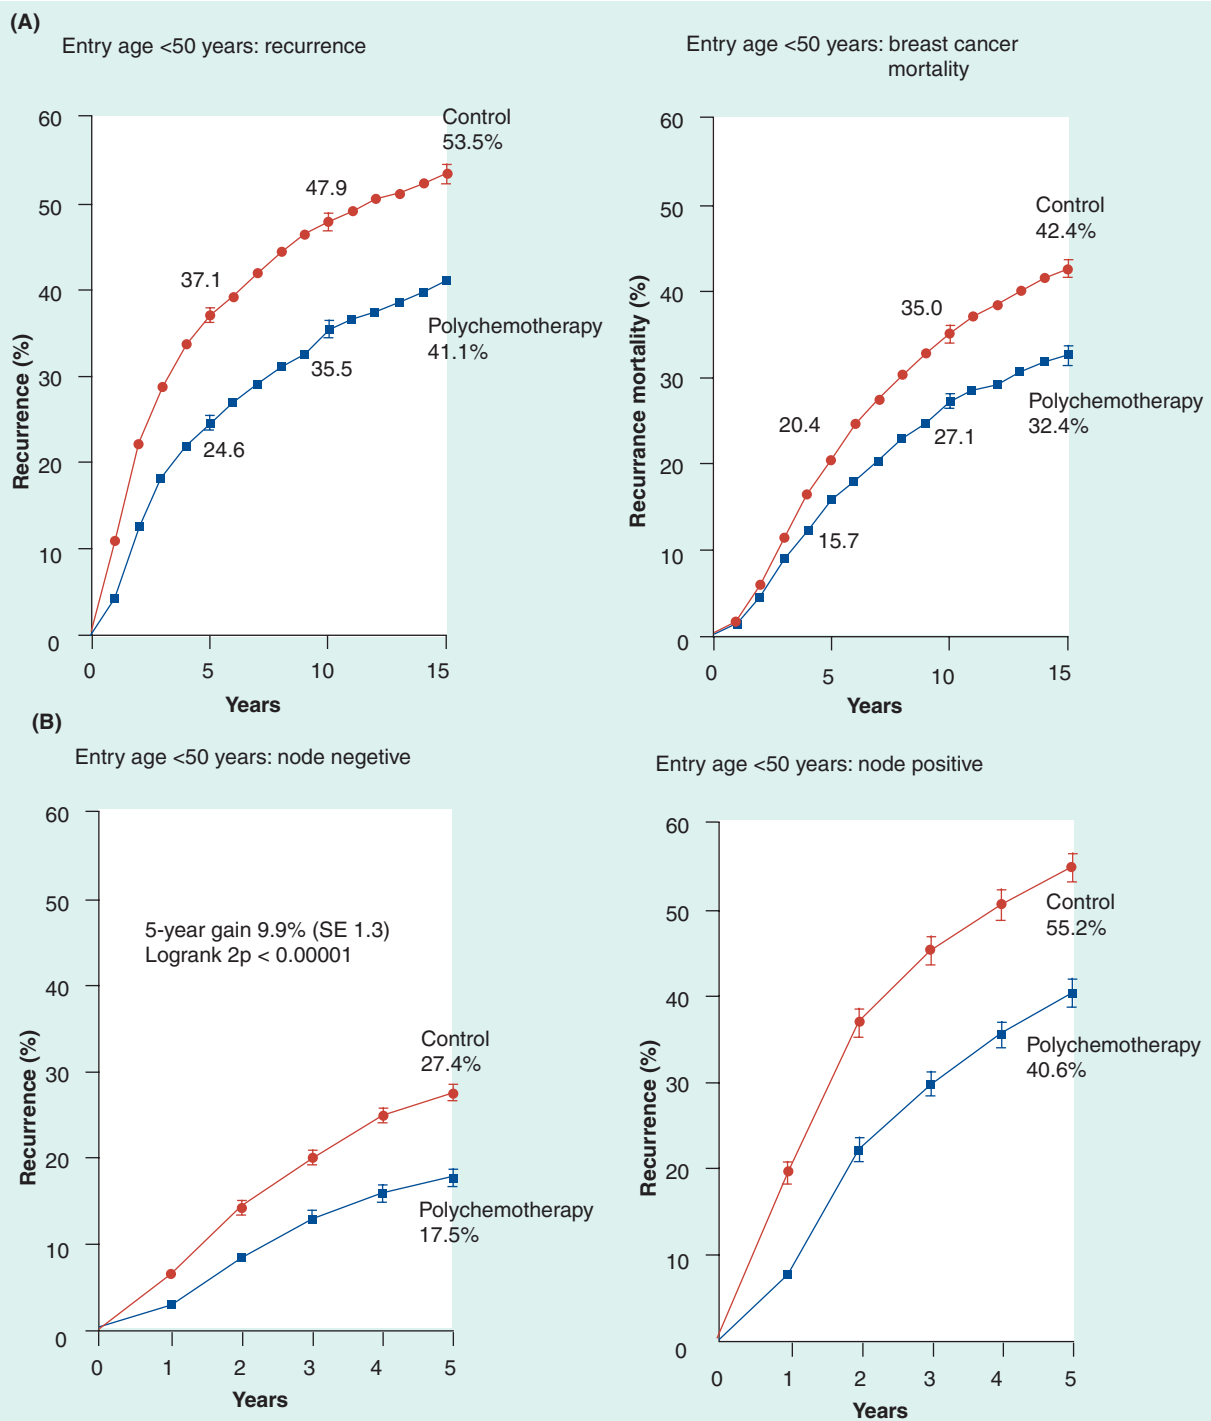 (A)
Entry age <50 years: recurrence
60
50
40
30
20
10
0
Recurrence (%)
Control
53.5%
47.9
37.1
Polychemotherapy
41.1%
35.5
24.6
0
5
10
15
Years
Entry age <50 years: breast cancer
mortality
60
50
40
30
20
10
0
Recurrance mortality (%)
Control
42.4%
35.0
20.4
Polychemotherapy
32.4%
27.1
15.7
0
5
10
15
Years
(B)
Entry age <50 years: node negetive
60
50
40
30
20
10
0
Recurrence (%)
5-year gain 9.9% (SE 1.3)
Logrank 2p < 0.00001
Control
27.4%
Polychemotherapy
17.5%
0
1
2
3
4
5
Years
Entry age <50 years: node positive
60
50
40
30
20
10
0
Recurrence (%)
Control
55.2%
Polychemotherapy
40.6%
0
1
2
3
4
5
Years